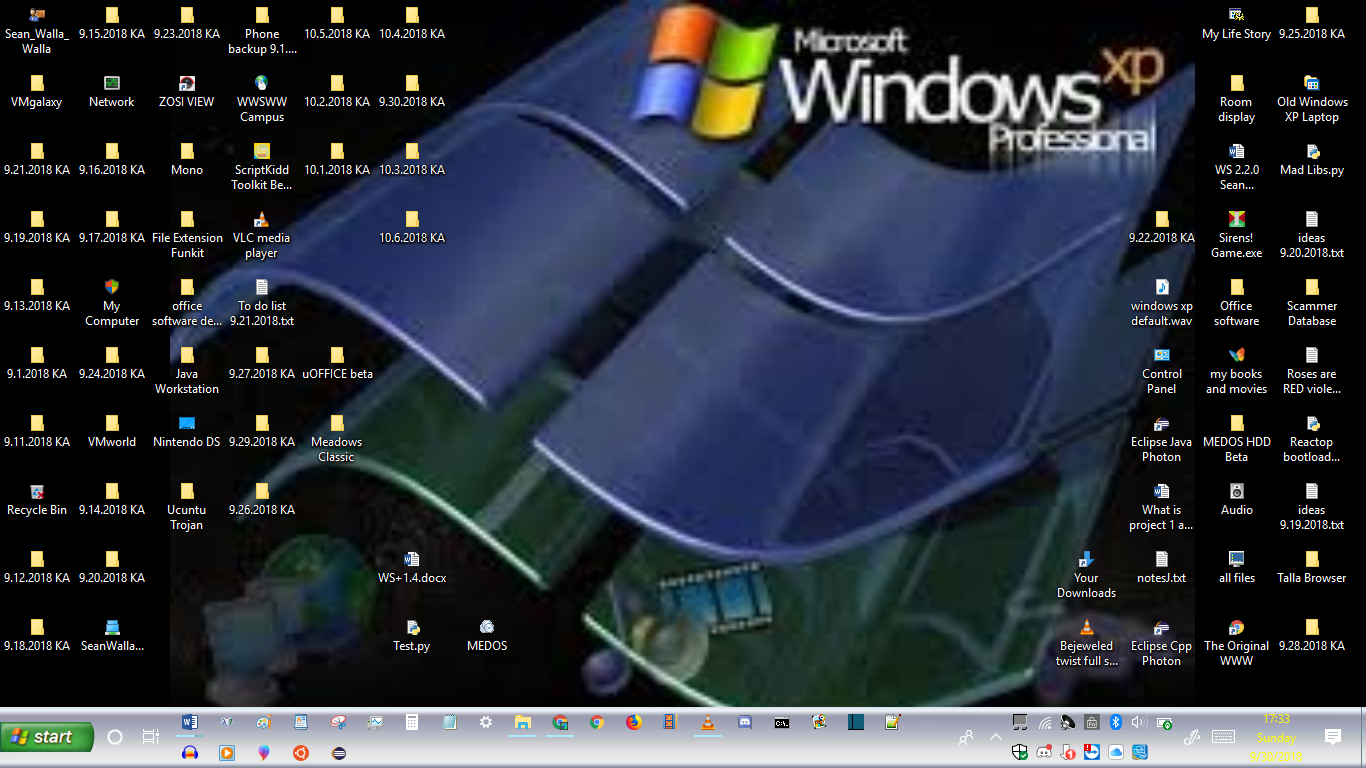 Sean_Walla_
Walla
9.15.2018 KA
9.23.2018 KA
Phone
backup 9.1....
10.5.2018 KA
10.4.2018 KA
Microsoft
Windows xp
Professional
My Life Story
9.25.2018 KA
VMgalaxy
Network
ZOSI VIEW
WWSWW
Campus
10.2.2018 KA
9.30.2018 KA
Room
display
Old Windows
XP Laptop
9.21.2018 KA
9.16.2018 KA
Mono
ScriptKidd
Toolkit Be...
10.1.2018 KA
10.3.2018 KA
WS 2.2.0
Sean...
Mad Libs.py
9.19.2018 KA
9.17.2018 KA
File Extension
Funkit
VLC media
player
10.6.2018 KA
9.22.2018 KA
Sirens!
Game.exe
ideas
9.20.2018.txt
9.13.2018 KA
My
Computer
office
software de...
To do list
9.21.2018.txt
windows xp
default.wav
Office
software
Scammer
Database
9.1.2018 KA
9.24.2018 KA
Java
Workstation
9.27.2018 KA
uOFFICE beta
Control
Panel
my books
and movies
Roses are
RED viole...
9.11.2018 KA
VMworld
Nintendo DS
9.29.2018 KA
Meadows
Classic
Eclipse Java
Photon
MEDOS HDD
Beta
Reactop
bootload...
Recycle Bin
9.14.2018 KA
Ucuntu
Trojan
9.26.2018 KA
What is
project 1 a...
Audio
ideas
9.19.2018.txt
9.12.2018 KA
9.20.2018 KA
WS+1.4.docx
Your
Downloads
notesJ.txt
all files
Talla Browser
9.18.2018 KA
SeanWalla...
Test.py
MEDOS
Bejeweled
twist full s...
Eclipse Cpp
Photon
The Original
WWW
9.28.2018 KA
start
17:33
Sunday
9/30/2018